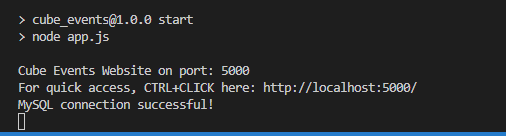 > cube_events@1.0.0 start
> node app.js
Cube Events Website on port: 5000
For quick access, CTRL+CLICK here: http://localhost:5000/
MySQL connection successful!